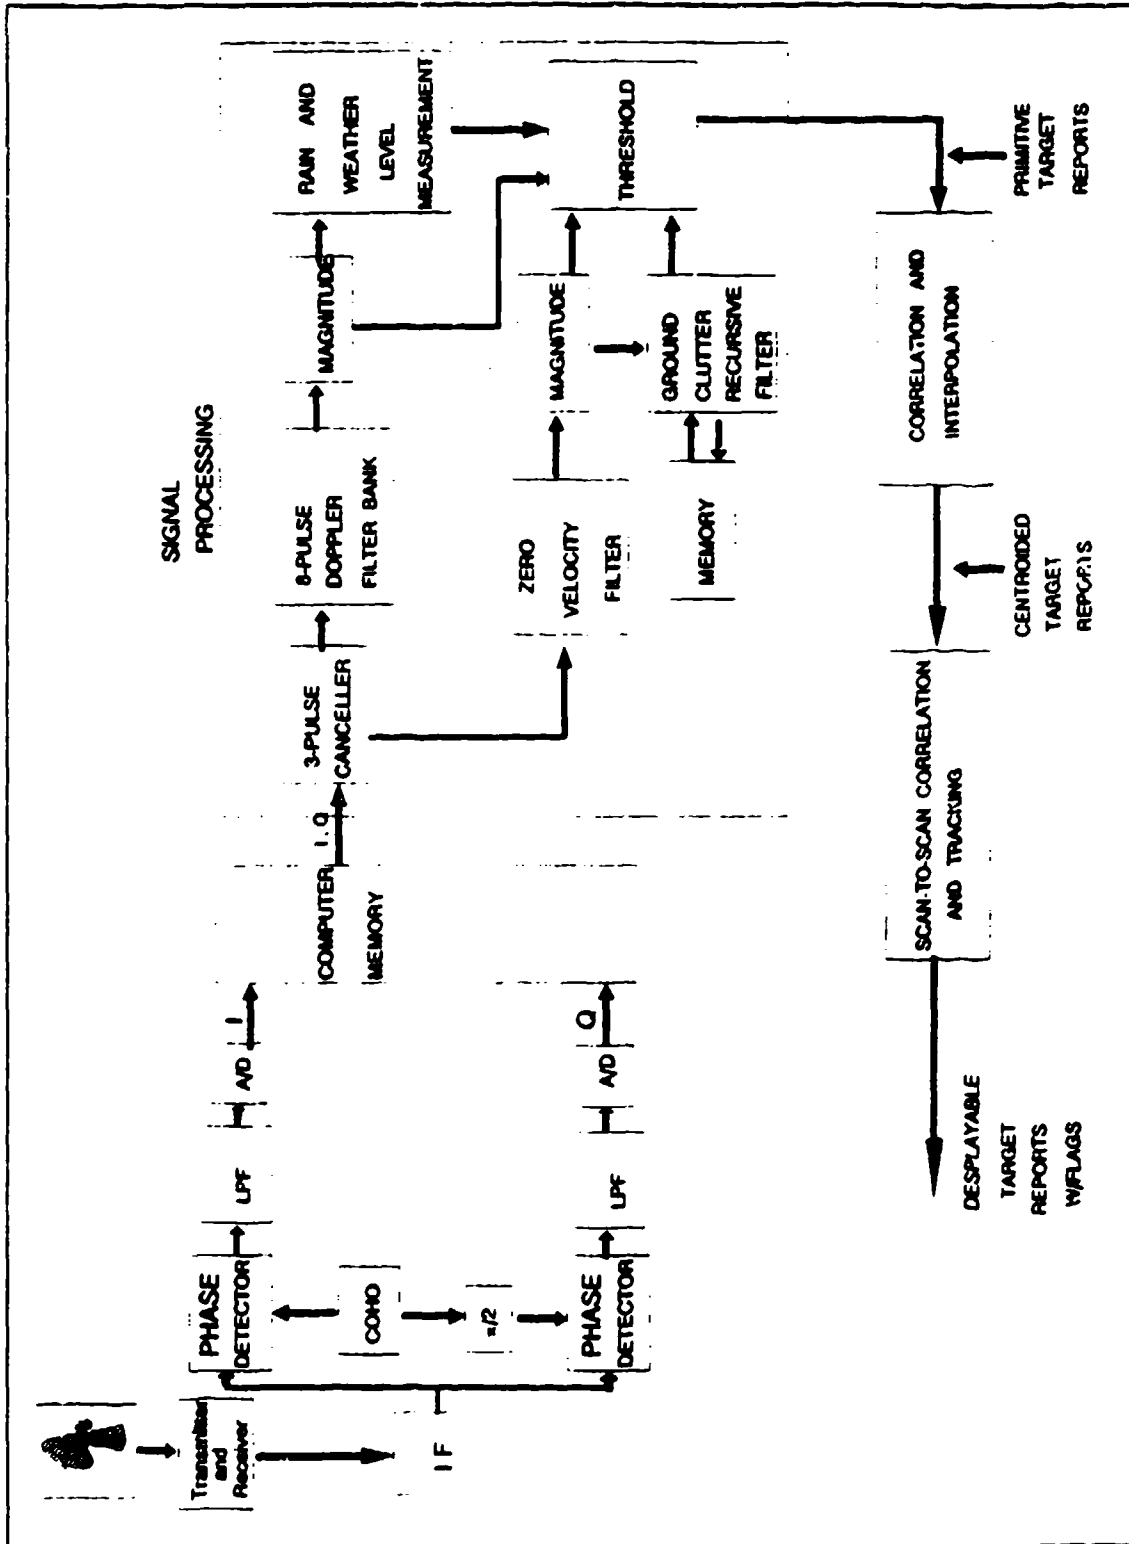 SIGNAL
PROCESSING
Transmitter
and
Receiver
I F
PHASE
DETECTOR
COHO
π/2
PHASE
DETECTOR
LPF
LPF
A/D
A/D
I
Q
COMPUTER
MEMORY
I, Q
3-PULSE
CANCELLER
8-PULSE
DOPPLER
FILTER BANK
MAGNITUDE
RAIN AND
WEATHER
LEVEL
MEASUREMENT
ZERO
VELOCITY
FILTER
MAGNITUDE
THRESHOLD
MEMORY
GROUND
CLUTTER
RECURSIVE
FILTER
PRIMITIVE
TARGET
REPORTS
CORRELATION AND
INTERPOLATION
CENTROIDED
TARGET
REPORTS
SCAN-TO-SCAN CORRELATION
AND TRACKING
DESPLAYABLE
TARGET
REPORTS
W/FLAGS